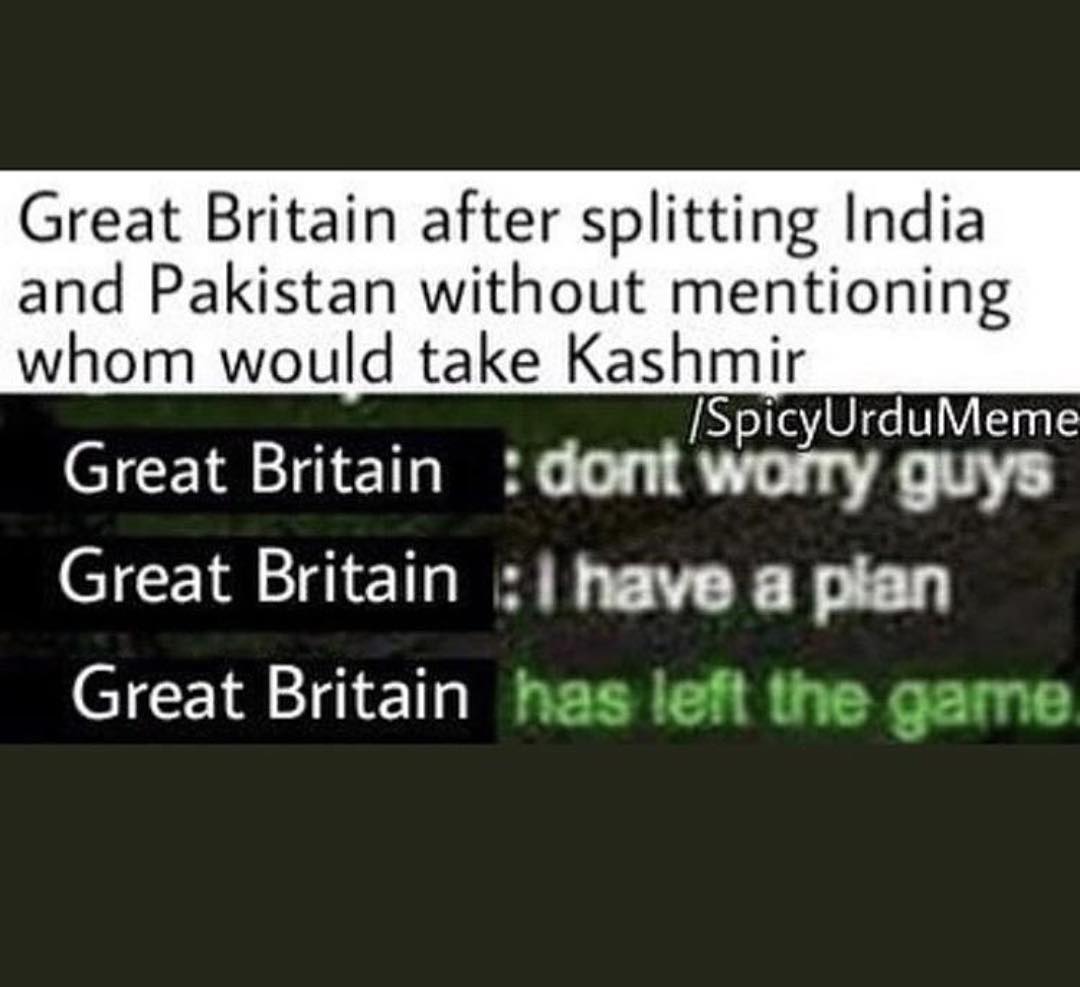 Great Britain after splitting India
and Pakistan without mentioning
whom would take Kashmir
/SpicyUrduMeme
Great Britain : dont worry guys
Great Britain : I have a plan
Great Britain has left the game.